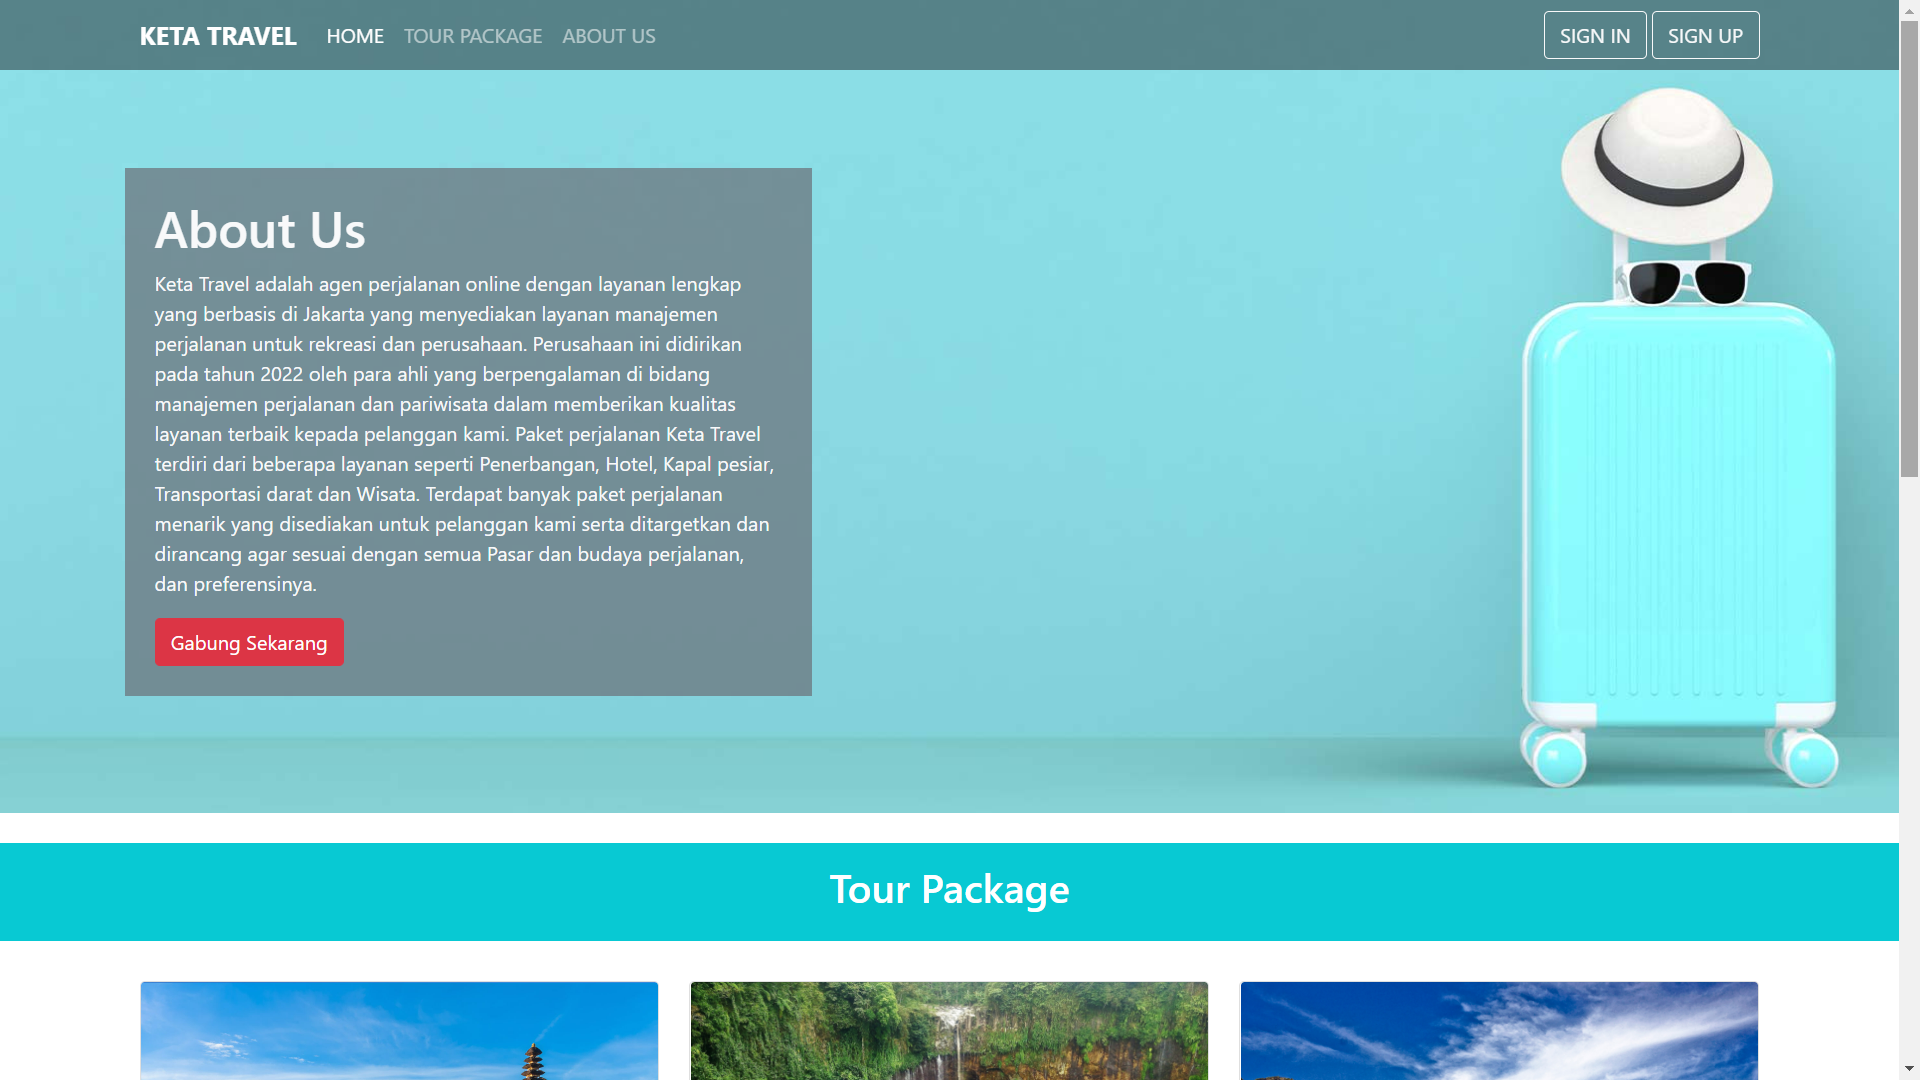 KETA TRAVEL HOME TOUR PACKAGE ABOUT US SIGN IN SIGN UP
About Us
Keta Travel adalah agen perjalanan online dengan layanan lengkap
yang berbasis di Jakarta yang menyediakan layanan manajemen
perjalanan untuk rekreasi dan perusahaan. Perusahaan ini didirikan
pada tahun 2022 oleh para ahli yang berpengalaman di bidang
manajemen perjalanan dan pariwisata dalam memberikan kualitas
layanan terbaik kepada pelanggan kami. Paket perjalanan Keta Travel
terdiri dari beberapa layanan seperti Penerbangan, Hotel, Kapal pesiar,
Transportasi darat dan Wisata. Terdapat banyak paket perjalanan
menarik yang disediakan untuk pelanggan kami serta ditargetkan dan
dirancang agar sesuai dengan semua Pasar dan budaya perjalanan,
dan preferensinya.
Gabung Sekarang
Tour Package